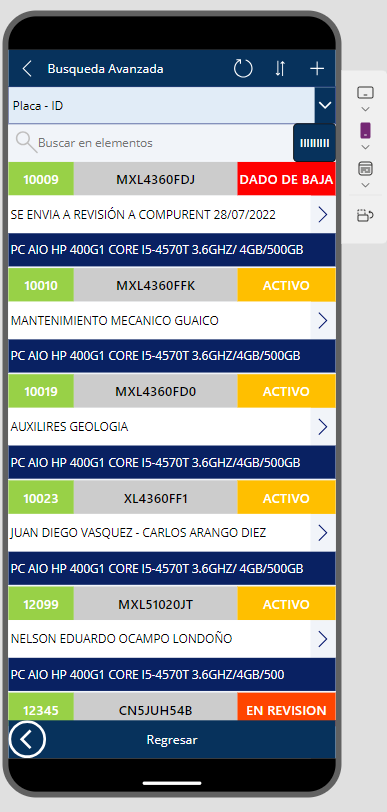 Busqueda Avanzada
Placa - ID
Buscar en elementos
10009 MXL4360FDJ DADO DE BAJA
SE ENVIA A REVISIÓN A COMPURENT 28/07/2022
PC AIO HP 400G1 CORE I5-4570T 3.6GHZ/ 4GB/500GB
10010 MXL4360FFK ACTIVO
MANTENIMIENTO MECANICO GUAICO
PC AIO HP 400G1 CORE I5-4570T 3.6GHZ/4GB/500GB
10019 MXL4360FD0 ACTIVO
AUXILIRES GEOLOGIA
PC AIO HP 400G1 CORE I5-4570T 3.6GHZ/4GB/500GB
10023 XL4360FF1 ACTIVO
JUAN DIEGO VASQUEZ - CARLOS ARANGO DIEZ
PC AIO HP 400G1 CORE I5-4570T 3.6GHZ/ 4GB/500GB
12099 MXL51020JT ACTIVO
NELSON EDUARDO OCAMPO LONDOÑO
PC AIO HP 400G1 CORE I5-4570T 3.6GHZ/4GB/500
12345 CN5JUH54B EN REVISION
Regresar